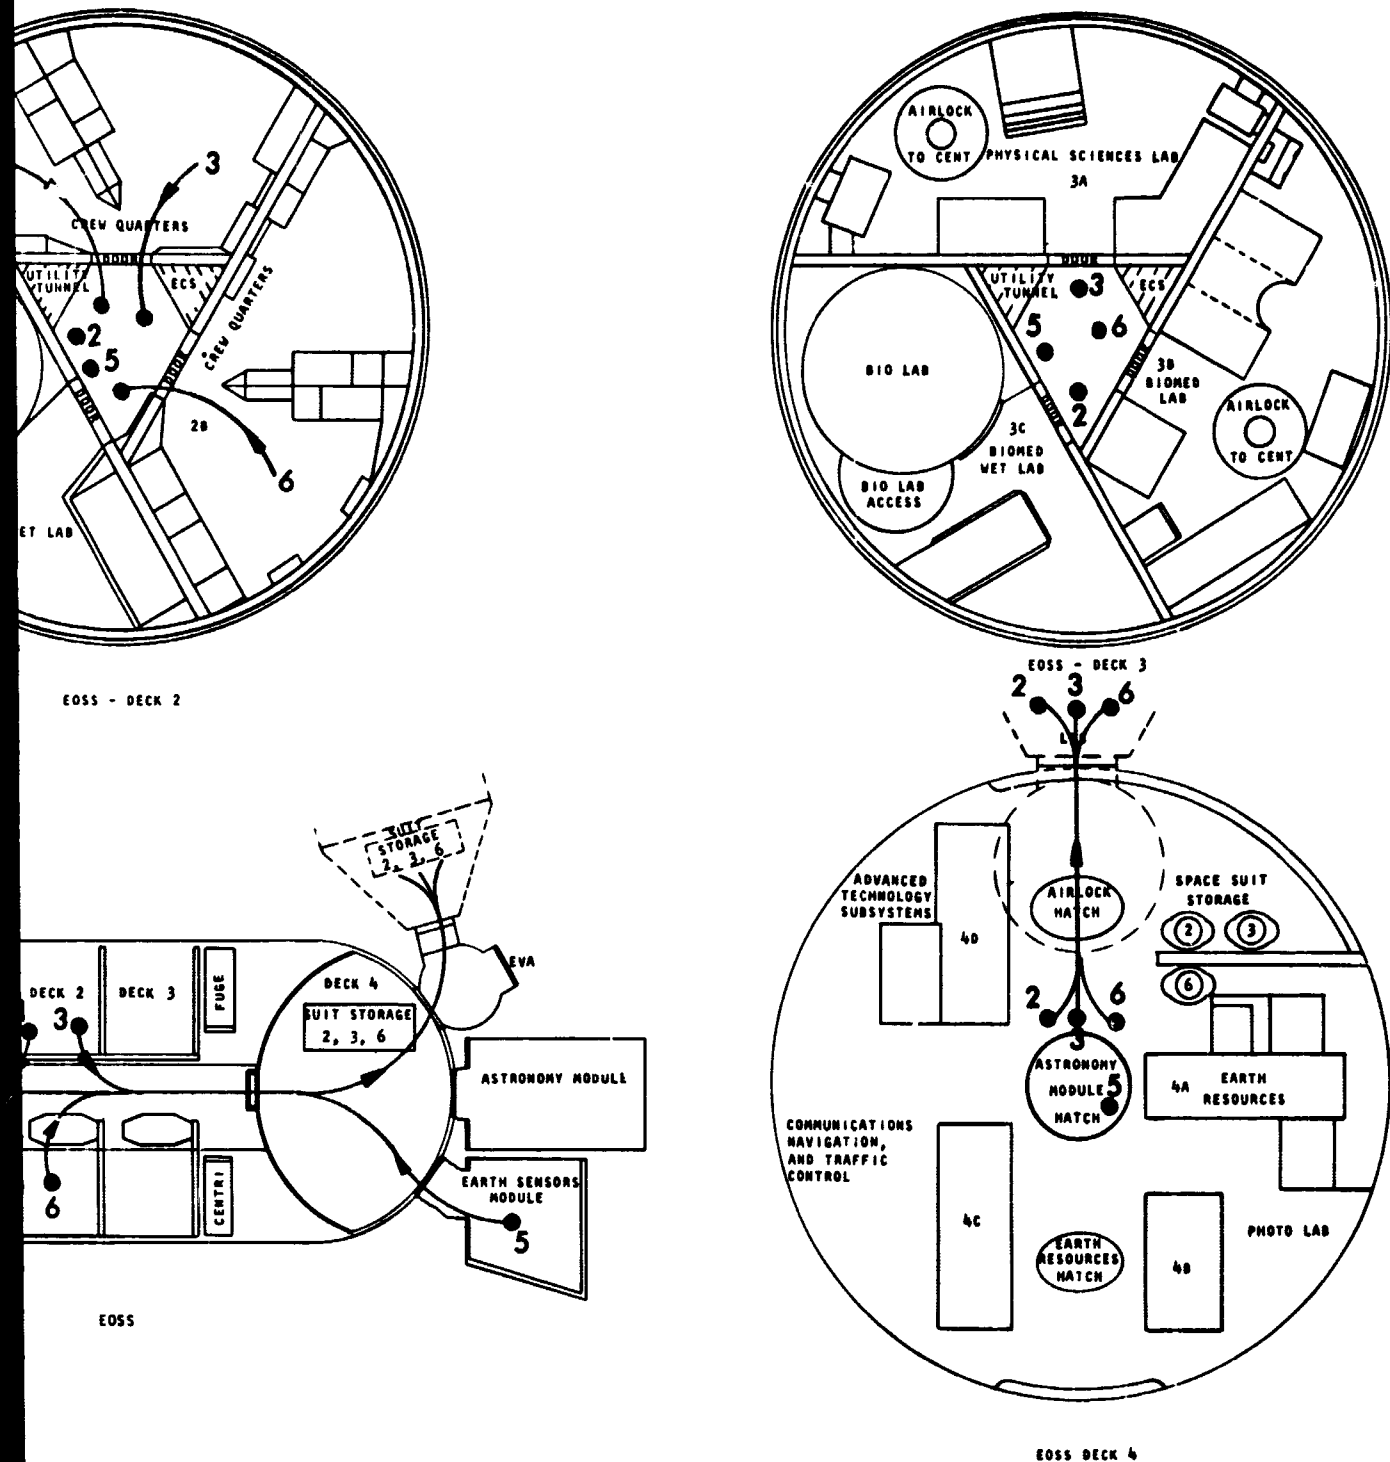 3
CREW QUARTERS
DOOR
UTILITY
TUNNEL
ECS
2
5
CREW QUARTERS
DOOR
DOOR
2B
6
ET LAB
EOSS - DECK 2
AIRLOCK
TO CENT
PHYSICAL SCIENCES LAB
3A
DOOR
UTILITY
TUNNEL
3
ECS
5
6
BIO LAB
DOOR
3B
BIOMED
LAB
2
DOOR
3C
BIOMED
WET LAB
AIRLOCK
TO CENT
BIO LAB
ACCESS
EOSS - DECK 3
SUIT
STORAGE
2, 3, 6
EVA
DECK 2
DECK 3
FUGE
DECK 4
3
SUIT STORAGE
2, 3, 6
ASTRONOMY MODULE
6
CENTRI
EARTH SENSORS
MODULE
5
EOSS
2
3
6
ADVANCED
TECHNOLOGY
SUBSYSTEMS
4D
AIRLOCK
HATCH
SPACE SUIT
STORAGE
2
3
6
2
6
3
ASTRONOMY
MODULE
HATCH
5
4A
EARTH
RESOURCES
COMMUNICATIONS
NAVIGATION,
AND TRAFFIC
CONTROL
4C
EARTH
RESOURCES
HATCH
4B
PHOTO LAB
EOSS DECK 4